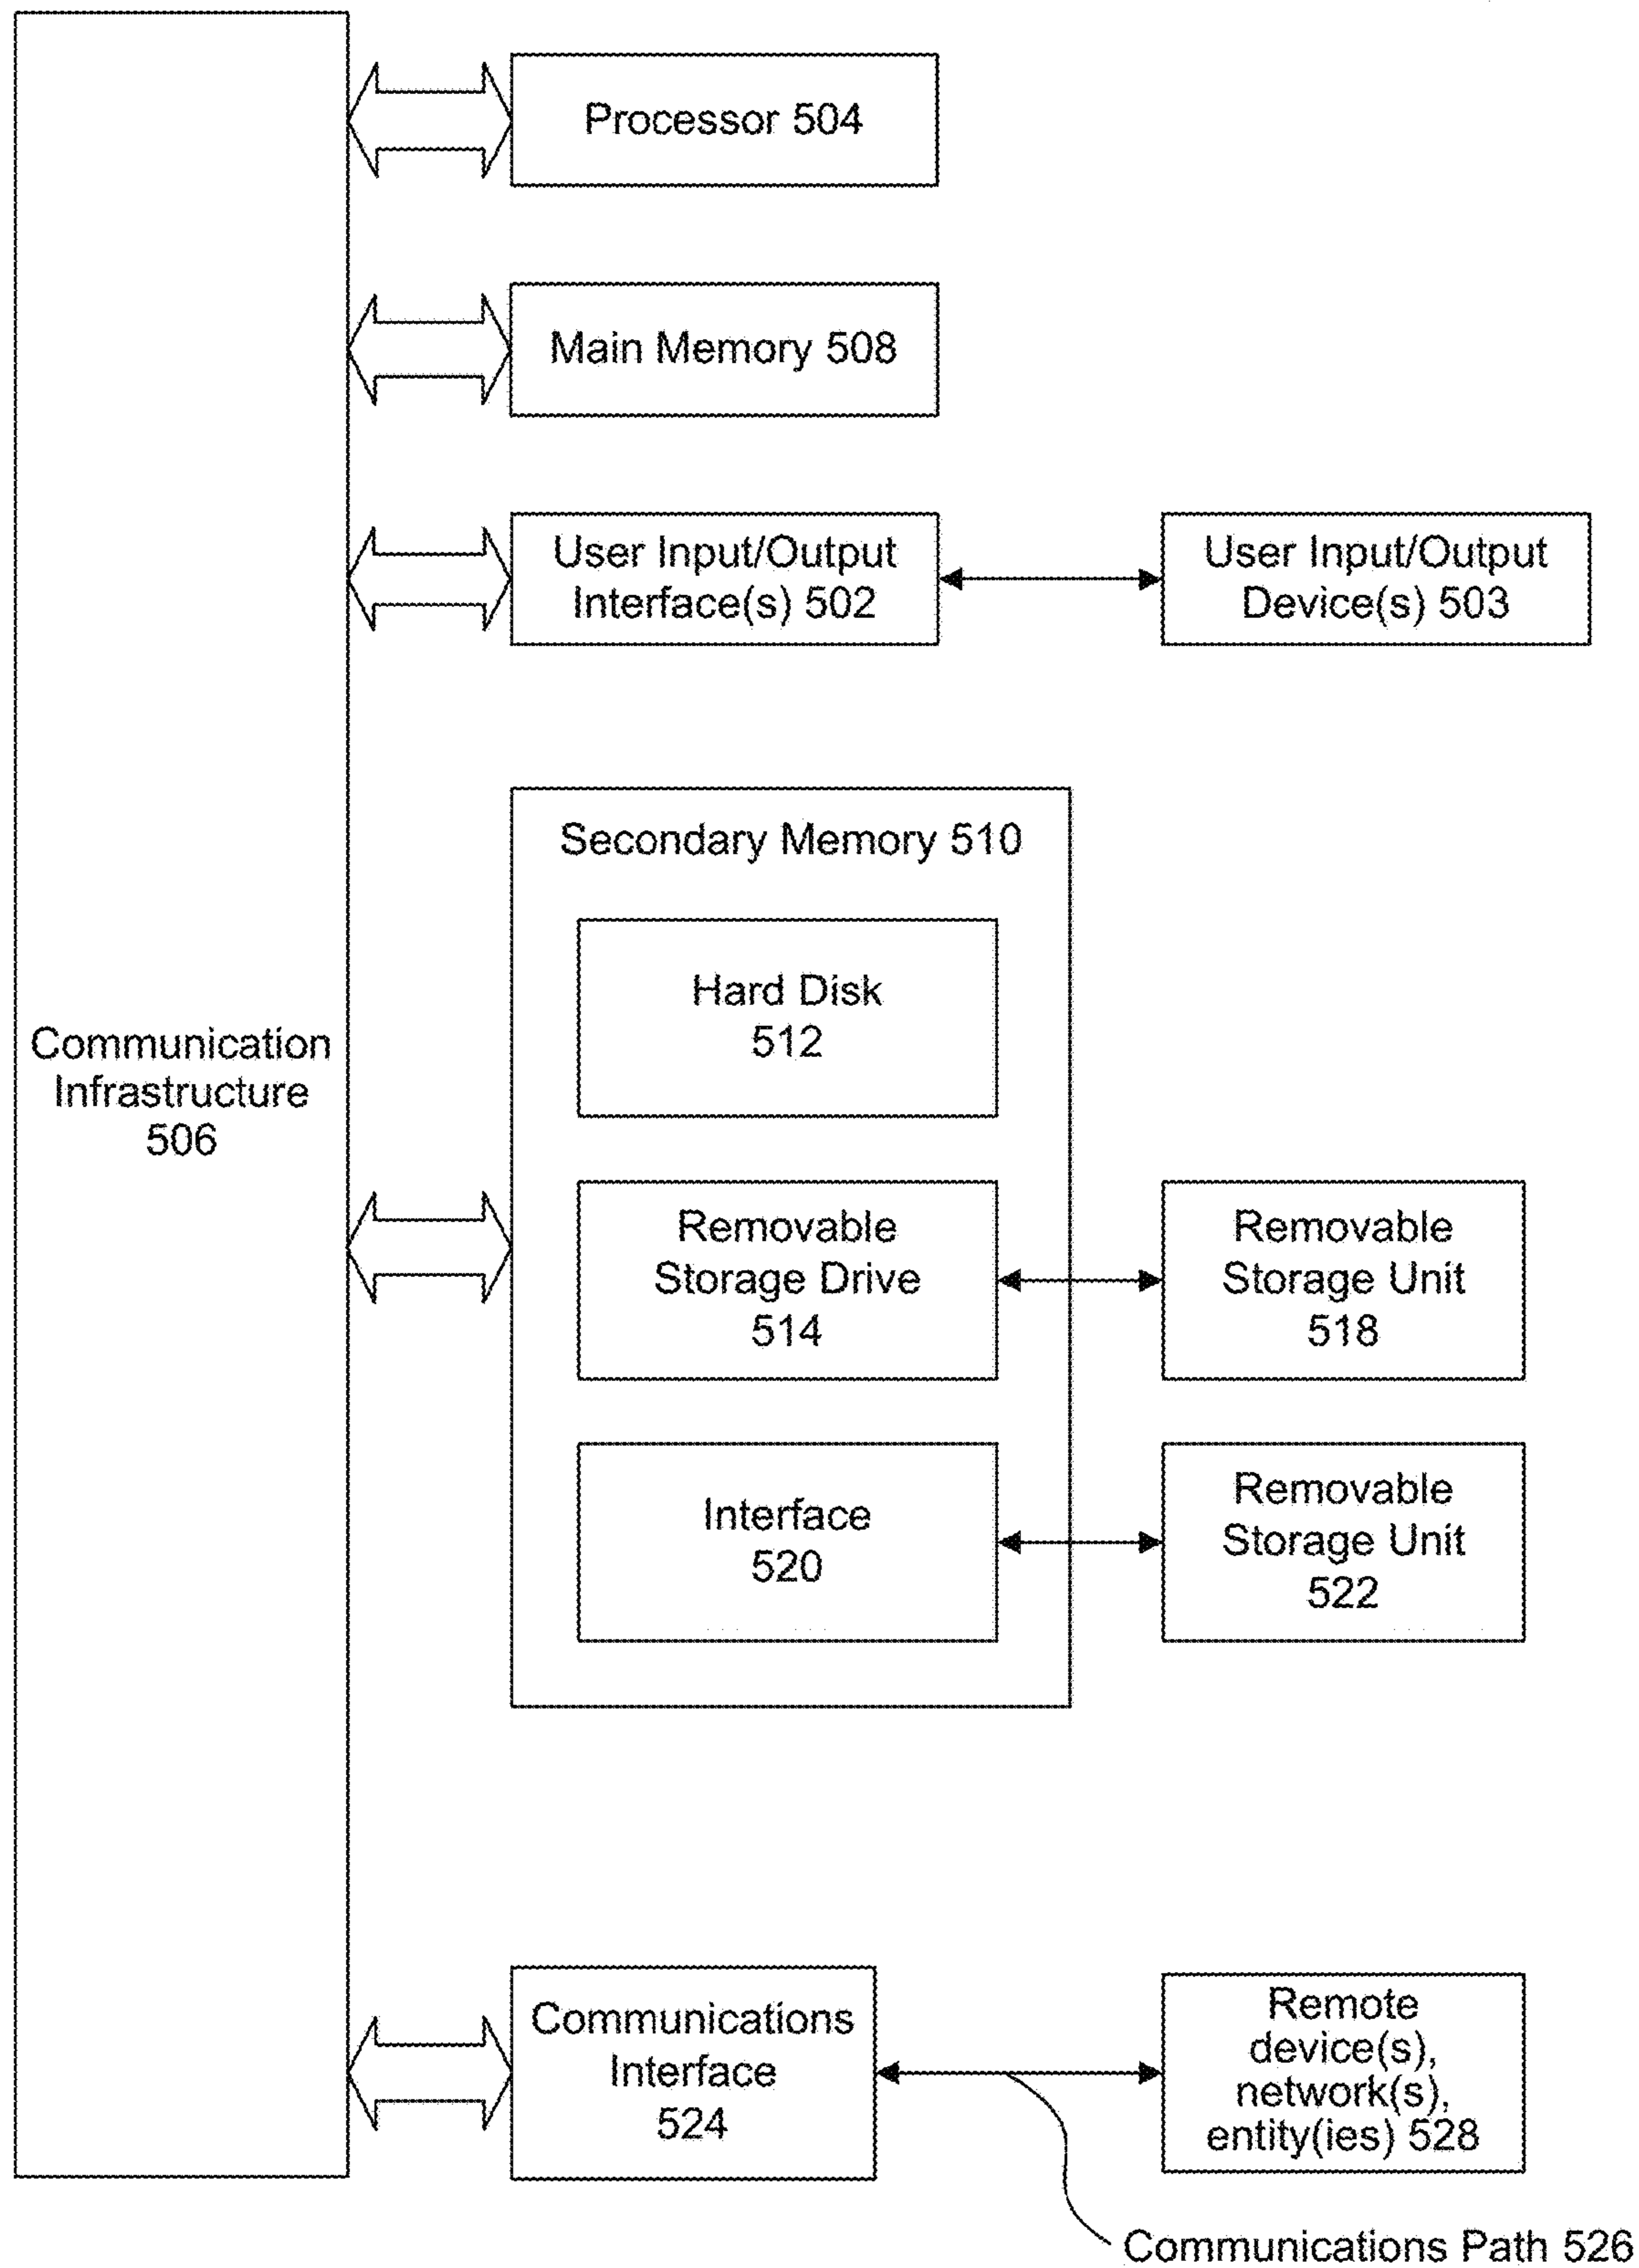 Processor 504
Main Memory 508
User Input/Output
Interface(s) 502
User Input/Output
Device(s) 503
Secondary Memory 510
Hard Disk
512
Communication
Infrastructure
506
Removable
Storage Drive
514
Removable
Storage Unit
518
Interface
520
Removable
Storage Unit
522
Communications
Interface
524
Remote
device(s),
network(s),
entity(ies) 528
Communications Path 526